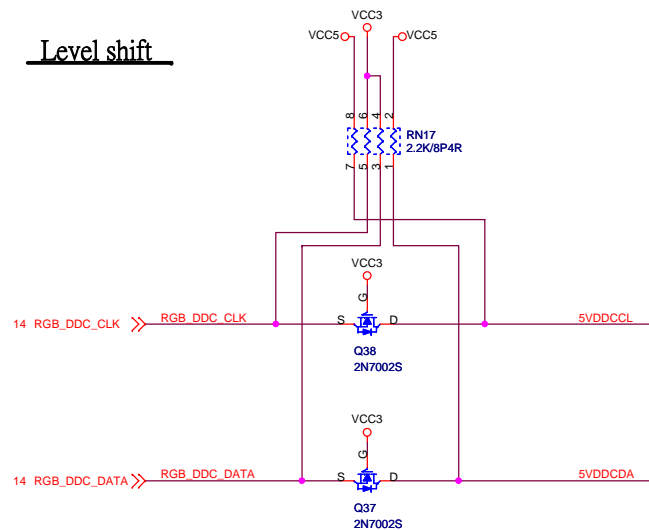 Level shift
VCC3
VCC5
VCC5
8
6
4
2
RN17
2.2K/8P4R
7
5
3
1
VCC3
G
14 RGB_DDC_CLK
RGB_DDC_CLK
S
D
5VDDCCL
Q38
2N7002S
VCC3
G
14 RGB_DDC_DATA
RGB_DDC_DATA
S
D
5VDDCDA
Q37
2N7002S